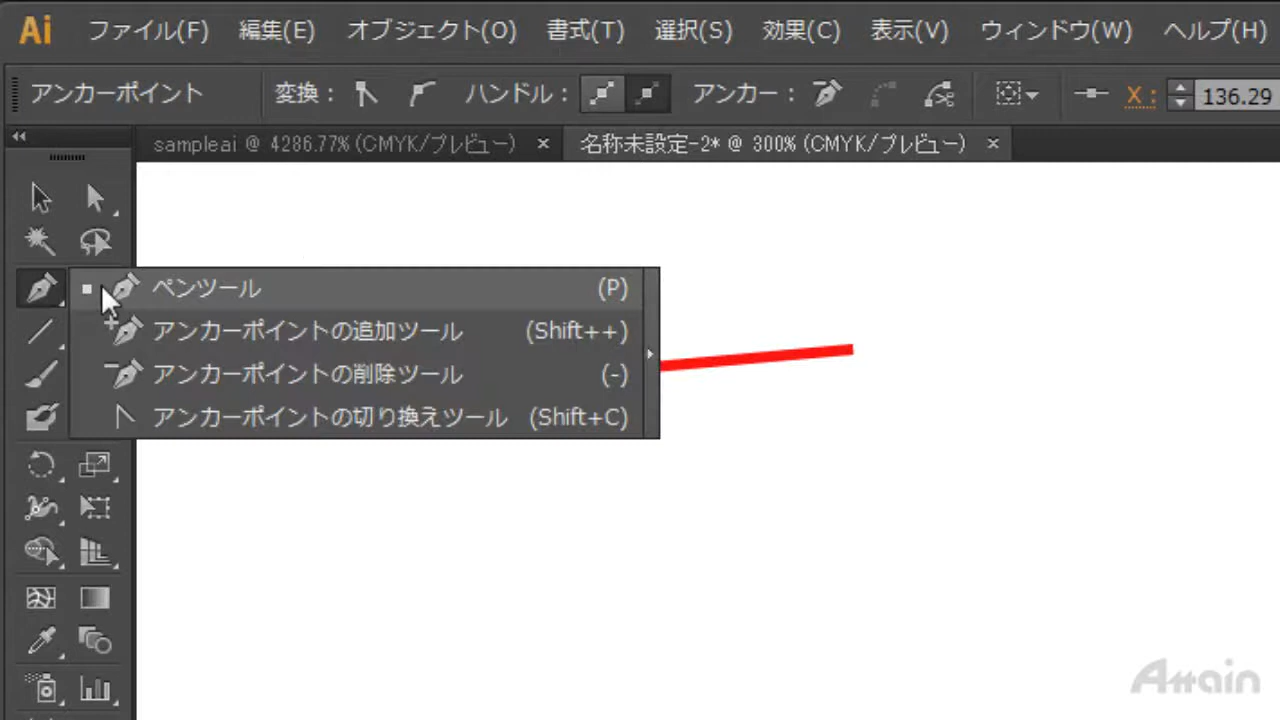 Ai ファイル(F) 編集(E) オブジェクト(O) 書式(T) 選択(S) 効果(C) 表示(V) ウィンドウ(W) ヘルプ(H)
アンカーポイント 変換： ハンドル： アンカー： X： 136.29
sampleai @ 4286.77% (CMYK/プレビュー) × 名称未設定-2* @ 300% (CMYK/プレビュー) ×
ペンツール (P)
アンカーポイントの追加ツール (Shift++)
アンカーポイントの削除ツール (-)
アンカーポイントの切り換えツール (Shift+C)
Attain